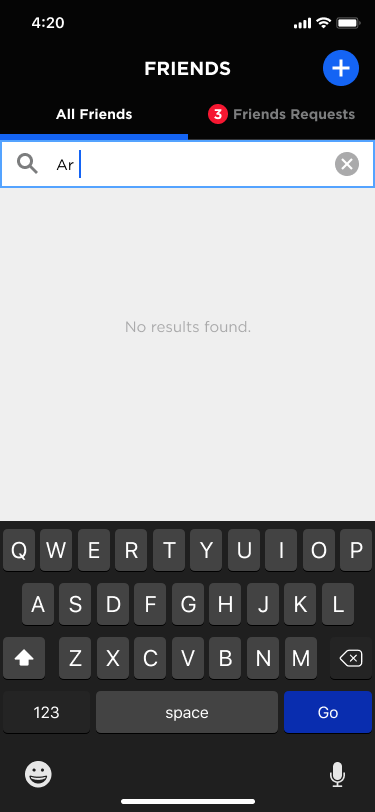 4:20
FRIENDS
All Friends
3 Friends Requests
Ar
No results found.
Q W E R T Y U I O P
A S D F G H J K L
Z X C V B N M
123 space Go